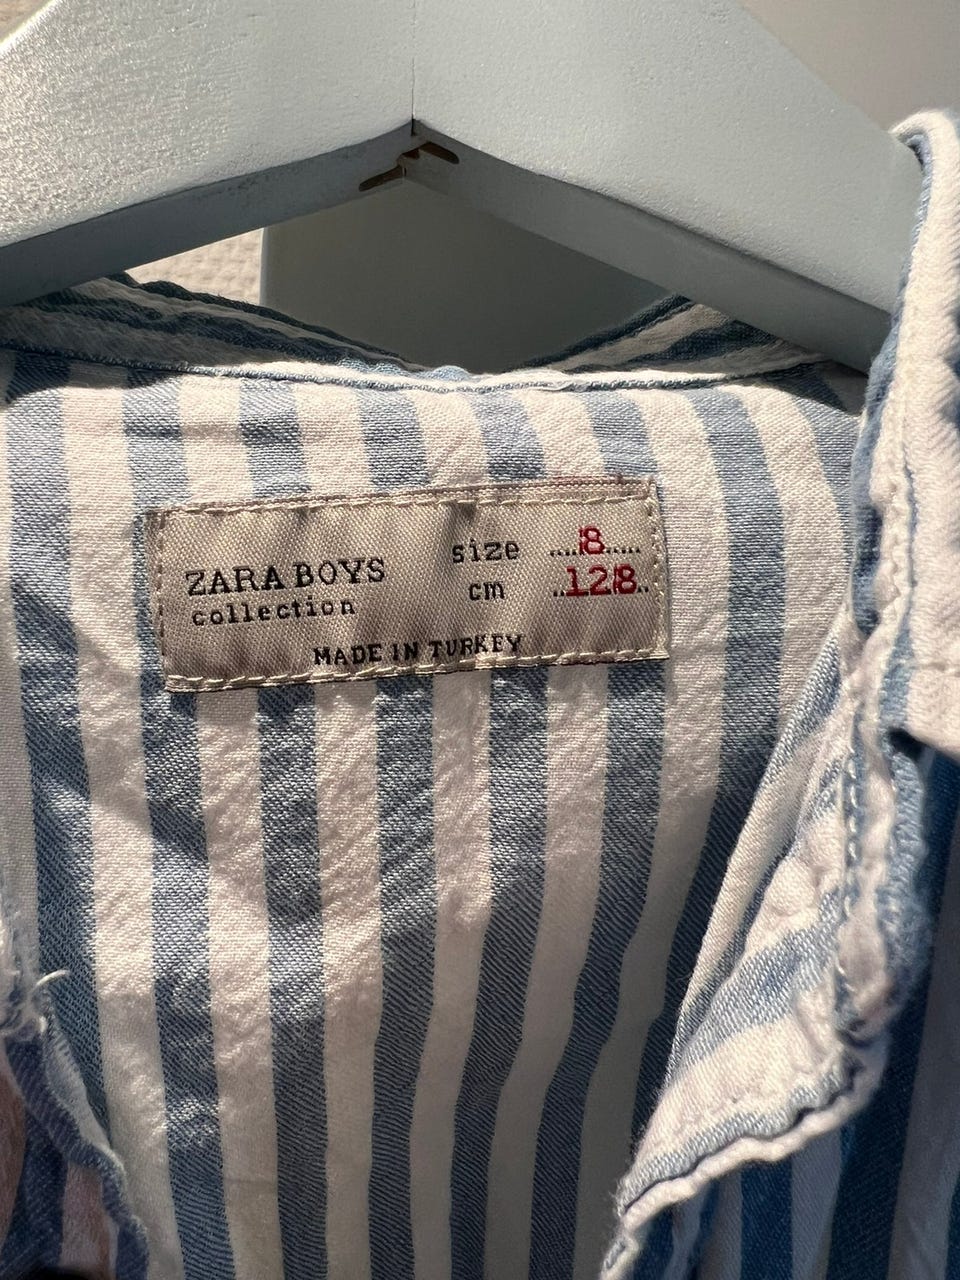 ZARA BOYS
collection
size ....8.....
cm ..128..
MADE IN TURKEY